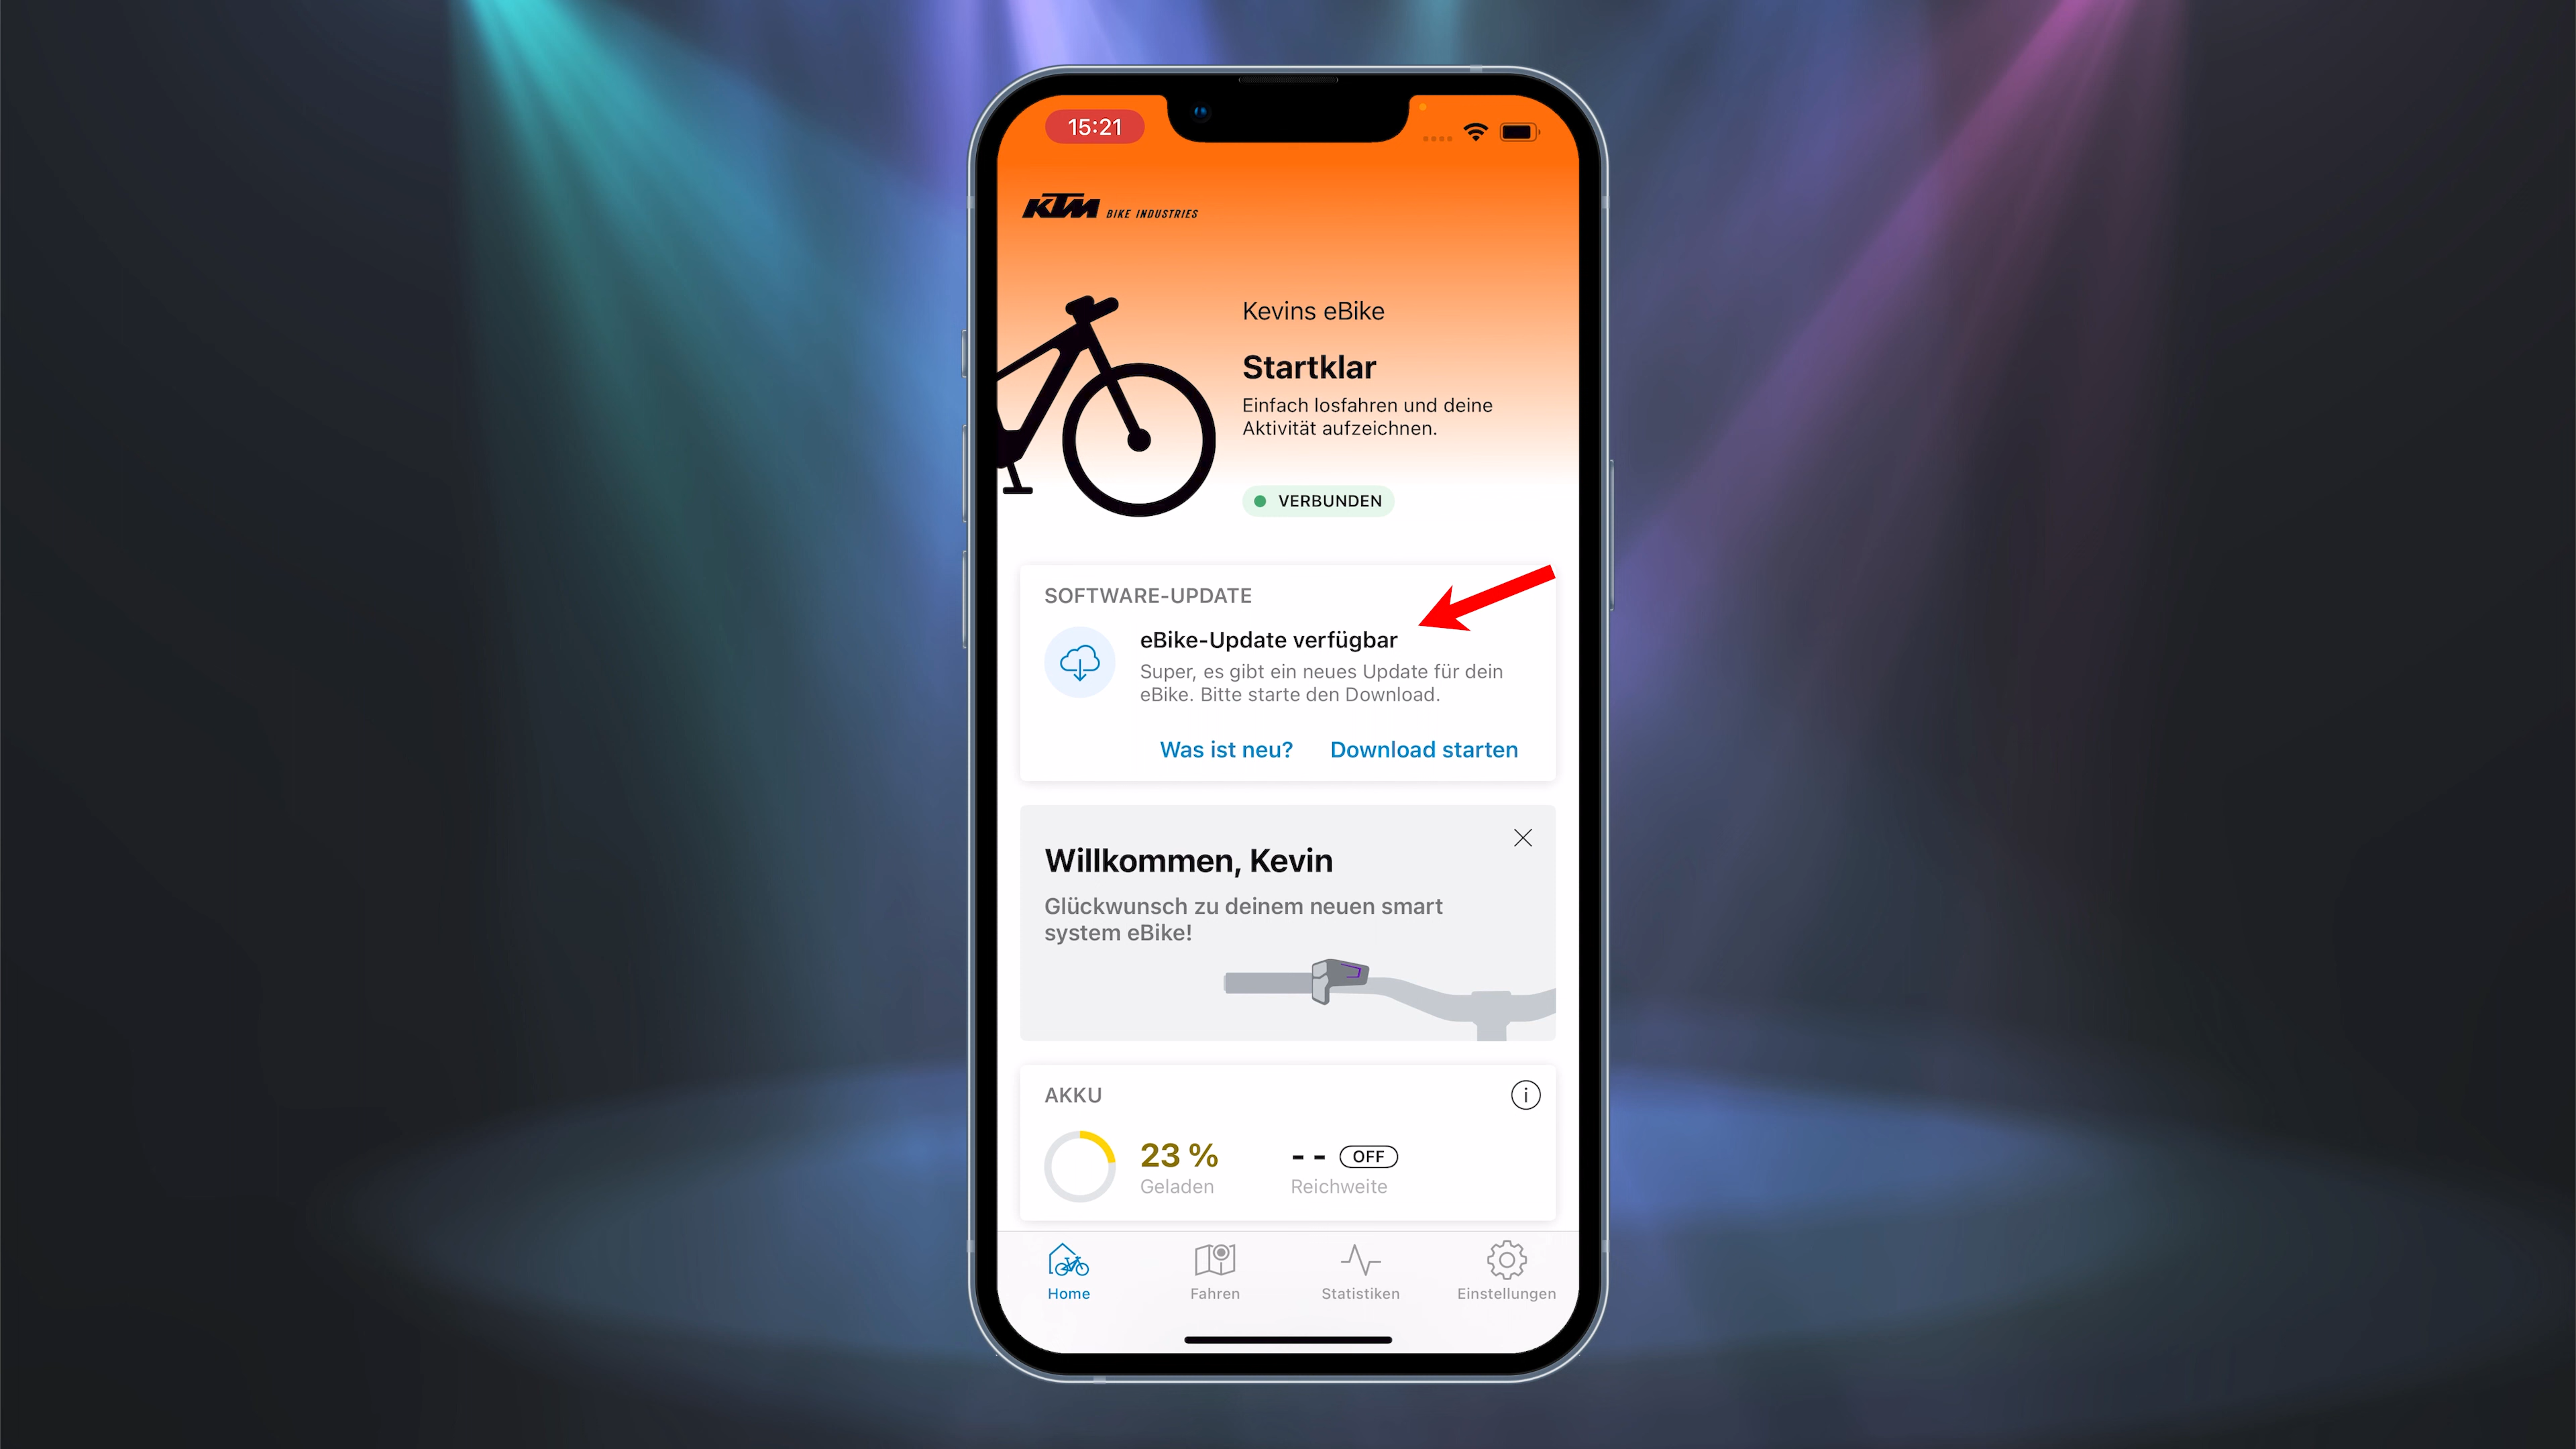 15:21
KTM BIKE INDUSTRIES
Kevins eBike
Startklar
Einfach losfahren und deine
Aktivität aufzeichnen.
VERBUNDEN
SOFTWARE-UPDATE
eBike-Update verfügbar
Super, es gibt ein neues Update für dein
eBike. Bitte starte den Download.
Was ist neu? Download starten
Willkommen, Kevin
Glückwunsch zu deinem neuen smart
system eBike!
AKKU
23 % -- OFF
Geladen Reichweite
Home Fahren Statistiken Einstellungen